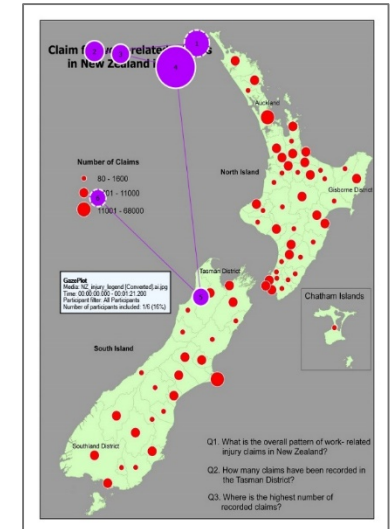 Claim
related
in New Zealand i
Auckland
Number of Claims
North Island
80 - 1600
01 - 11000
11001 - 68000
Gisborne District
Tasman District
GazePlot
Media: NZ_injury_legend [Converted].ai.jpg
Time: 00:00:00.000 - 00:01:21.200
Participant filter: All Participants
Number of participants included: 1/6 (16%)
Chatham Islands
South Island
Southland District
Q1. What is the overall pattern of work- related
injury claims in New Zealand?
Q2. How many claims have been recorded in
the Tasman District?
Q3. Where is the highest number of
recorded claims?